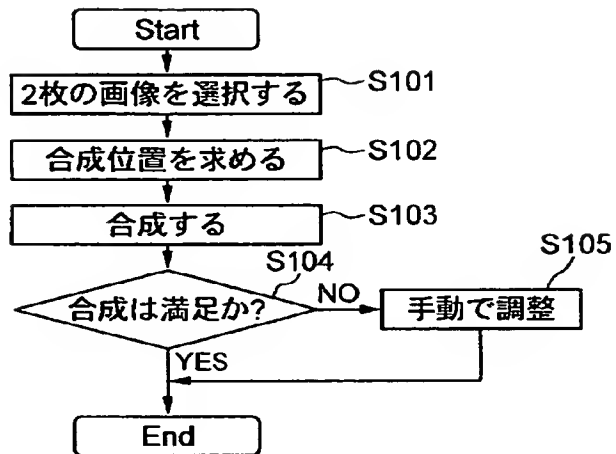 Start
2枚の画像を選択する
S101
合成位置を求める
S102
合成する
S103
合成は満足か?
S104
NO
手動で調整
S105
YES
End